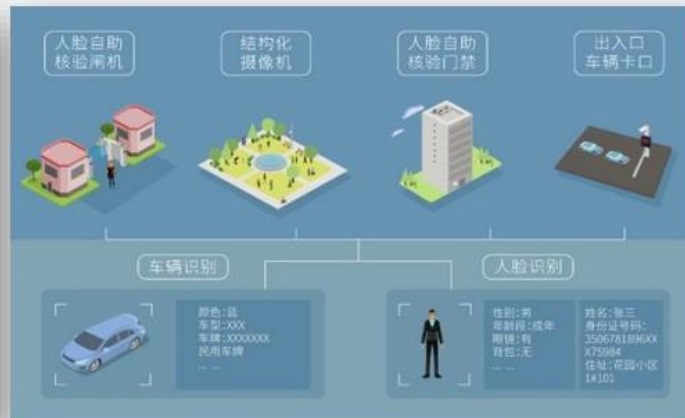 人脸自助
核验闸机
结构化
摄像机
人脸自助
核验门禁
出入口
车辆卡口
车辆识别
人脸识别
颜色:蓝
车型:XXX
车牌:XXXXXXX
民用车牌
... ...
性别:男
年龄段:成年
眼镜:有
背包:无
... ...
姓名:张三
身份证号码:
3506781896XX
X75984
住址:花园小区
1#101